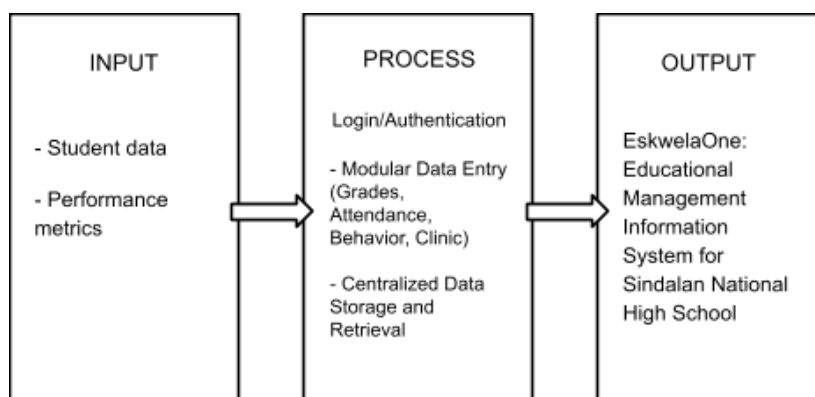 INPUT
- Student data
- Performance
metrics
PROCESS
Login/Authentication
- Modular Data Entry
(Grades,
Attendance,
Behavior, Clinic)
- Centralized Data
Storage and
Retrieval
OUTPUT
EskwelaOne:
Educational
Management
Information
System for
Sindalan National
High School